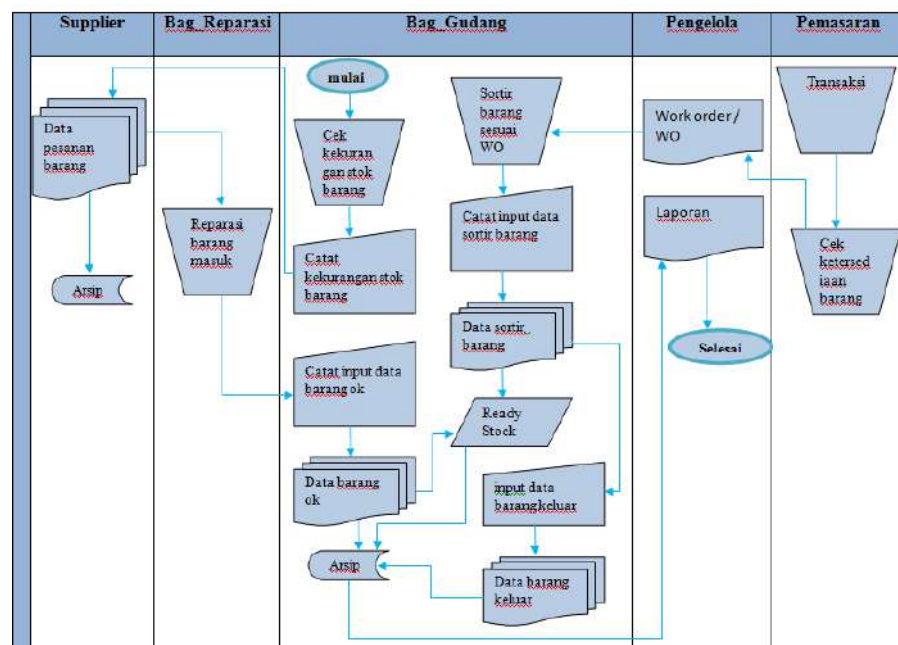 Supplier
Bag_Reparasi
Bag_Gudang
Pengelola
Pemasaran
Data
pesanan
barang
Arsip
Reparasi
barang
masuk
mulai
Cek
kekuran
gan stok
barang
Catat
kekurangan stok
barang
Catat input data
barang ok
Data barang
ok
Arsip
Sortir
barang
sesuai
WO
Catat input data
sortir barang
Data sortir
barang
Ready
Stock
input data
barang keluar
Data barang
keluar
Work order /
WO
Laporan
Selesai
Transaksi
Cek
ketersed
iaan
barang